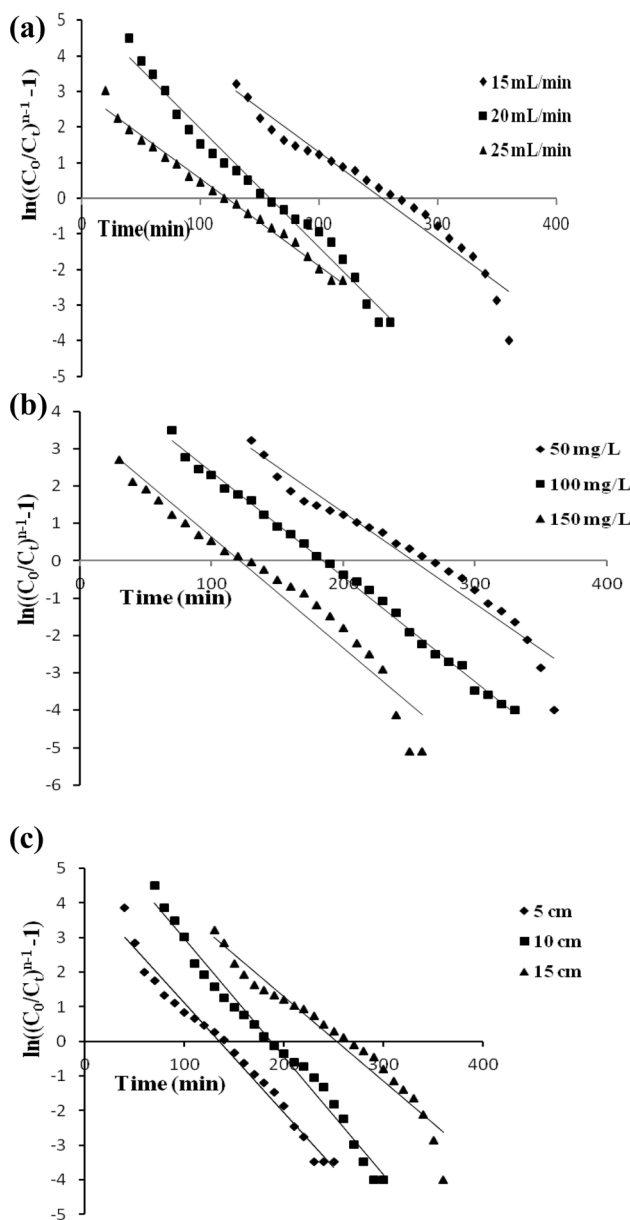 (a)
5
4
3
2
1
0
-1
-2
-3
-4
-5
0
100
200
300
400
ln((C₀/Cₜ)ⁿ⁻¹-1)
Time(min)
15 mL/min
20 mL/min
25 mL/min
(b)
4
3
2
1
0
-1
-2
-3
-4
-5
-6
0
100
200
300
400
ln((C₀/Cₜ)ⁿ⁻¹-1)
Time (min)
50 mg/L
100 mg/L
150 mg/L
(c)
5
4
3
2
1
0
-1
-2
-3
-4
-5
0
100
200
300
400
ln((C₀/Cₜ)ⁿ⁻¹-1)
Time (min)
5 cm
10 cm
15 cm